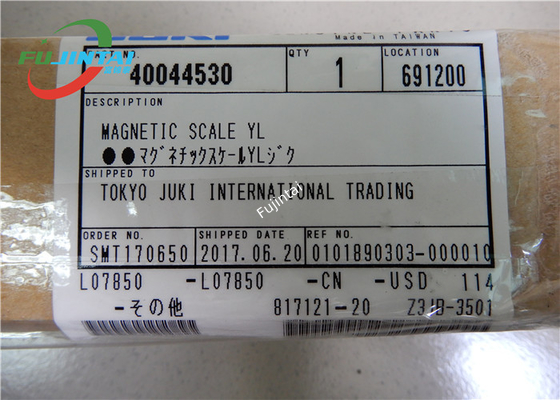 FUJINTAI
Made in TAIWAN
QTY
LOCATION
40044530
1
691200
DESCRIPTION
MAGNETIC SCALE YL
●●マグネチックスケールYLジク
SHIPPED TO
TOKYO JUKI INTERNATIONAL TRADING
Fujintai
ORDER NO.
SHIPPED DATE
REF NO.
SMT170650
2017.06.20
0101890303-000010
L07850 -L07850 -CN -USD 114
-その他 817121-20 Z3JB-3501